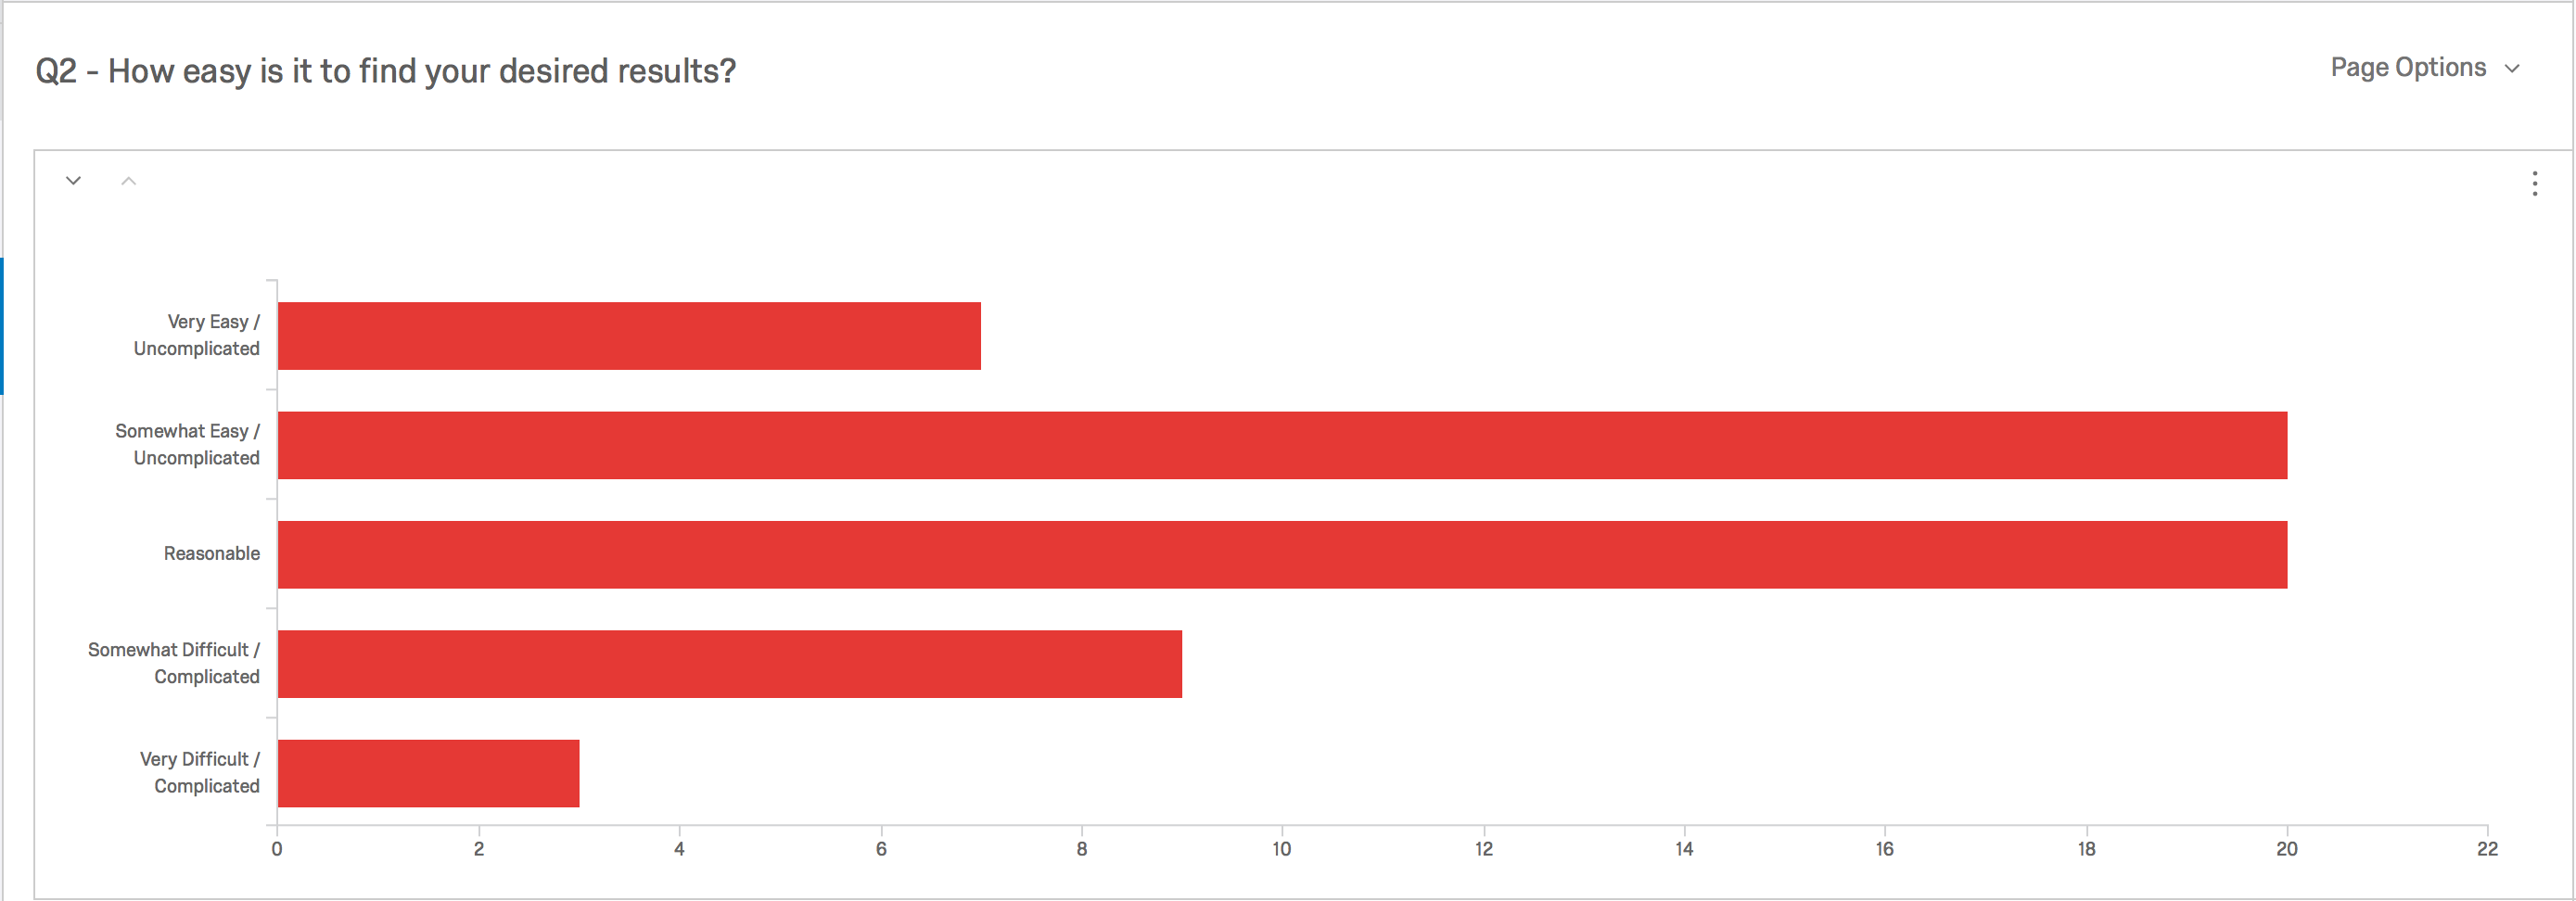 Q2 - How easy is it to find your desired results?
Page Options
Very Easy /
Uncomplicated
Somewhat Easy /
Uncomplicated
Reasonable
Somewhat Difficult /
Complicated
Very Difficult /
Complicated
0 2 4 6 8 10 12 14 16 18 20 22